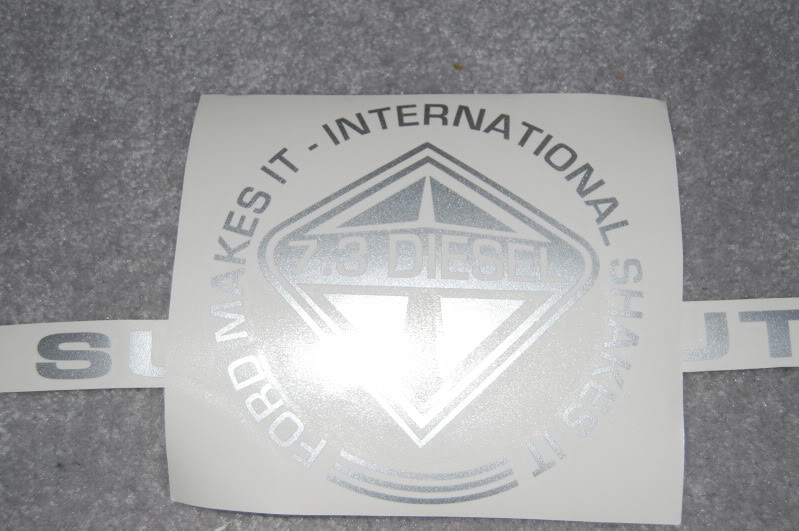 FORD MAKES IT - INTERNATIONAL SHAKES IT
7.3 DIESEL